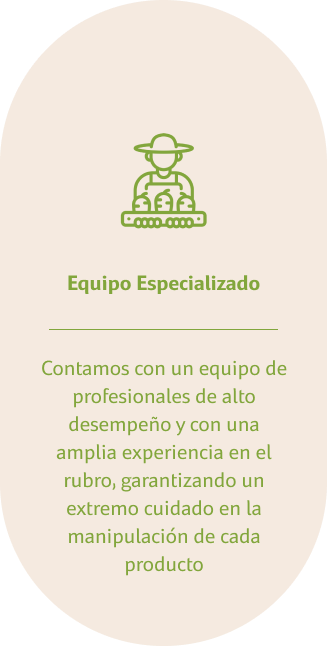 Equipo Especializado
Contamos con un equipo de
profesionales de alto
desempeño y con una
amplia experiencia en el
rubro, garantizando un
extremo cuidado en la
manipulación de cada
producto